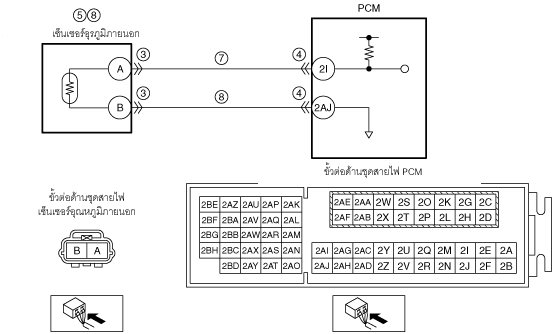 PCM
⑤⑧
เซ็นเซอร์อุรภูมิภายนอก
③ ⑦ ④
A 2I
③ ⑧ ④
B 2AJ
ขั้วต่อด้านชุดสายไฟ PCM
ขั้วต่อด้านชุดสายไฟ
เซ็นเซอร์อุณหภูมิภายนอก
B A
2BE 2AZ 2AU 2AP 2AK
2BF 2BA 2AV 2AQ 2AL
2BG 2BB 2AW 2AR 2AM
2BH 2BC 2AX 2AS 2AN
2BD 2AY 2AT 2AO
2AE 2AA 2W 2S 2O 2K 2G 2C
2AF 2AB 2X 2T 2P 2L 2H 2D
2AI 2AG 2AC 2Y 2U 2Q 2M 2I 2E 2A
2AJ 2AH 2AD 2Z 2V 2R 2N 2J 2F 2B